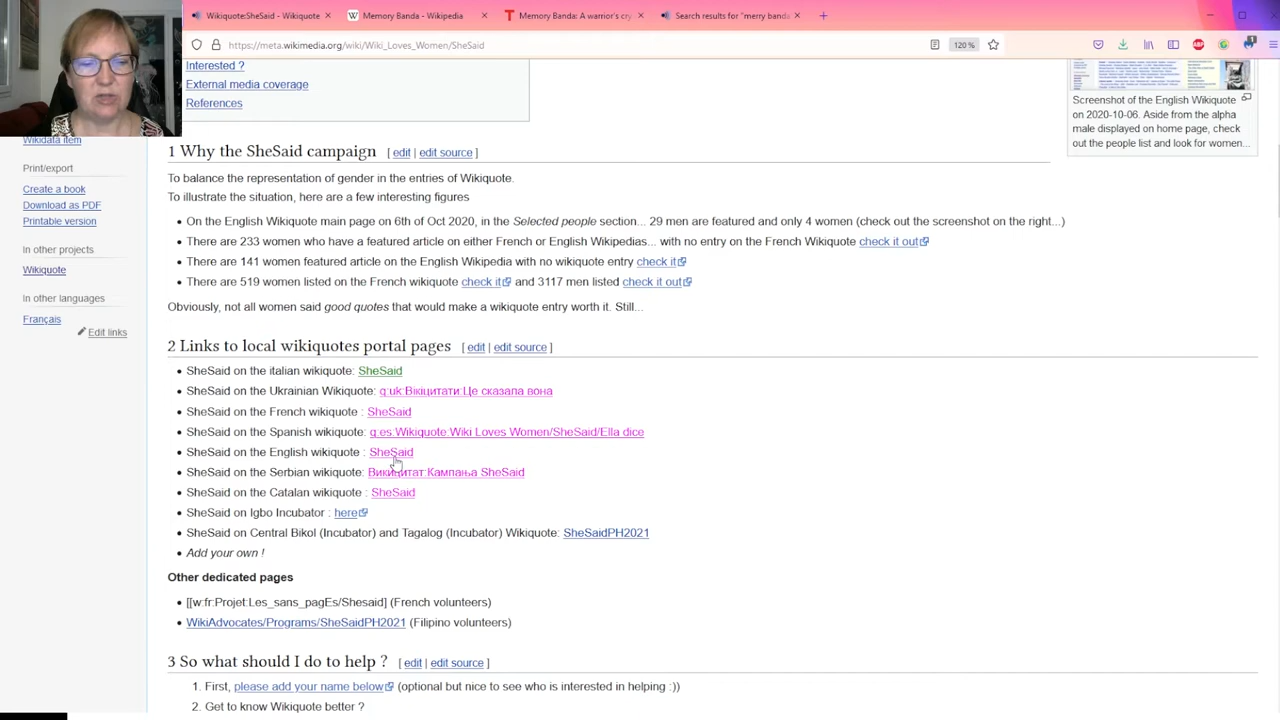 Wikiquote:SheSaid - Wikiquote
Memory Banda - Wikipedia
Memory Banda: A warrior's cry
Search results for "merry banda
https://meta.wikimedia.org/wiki/Wiki_Loves_Women/SheSaid
120 %
Interested ?
External media coverage
References
Screenshot of the English Wikiquote
on 2020-10-06. Aside from the alpha
male displayed on home page, check
out the people list and look for women...
Wikidata item
Print/export
Create a book
Download as PDF
Printable version
In other projects
Wikiquote
In other languages
Français
Edit links
1 Why the SheSaid campaign [ edit | edit source ]
To balance the representation of gender in the entries of Wikiquote.
To illustrate the situation, here are a few interesting figures
• On the English Wikiquote main page on 6th of Oct 2020, in the Selected people section... 29 men are featured and only 4 women (check out the screenshot on the right...)
• There are 233 women who have a featured article on either French or English Wikipedias... with no entry on the French Wikiquote check it out
• There are 141 women featured article on the English Wikipedia with no wikiquote entry check it
• There are 519 women listed on the French wikiquote check it and 3117 men listed check it out
Obviously, not all women said good quotes that would make a wikiquote entry worth it. Still...
2 Links to local wikiquotes portal pages [ edit | edit source ]
• SheSaid on the italian wikiquote: SheSaid
• SheSaid on the Ukrainian Wikiquote: q:uk:Вікіцитати:Це сказала вона
• SheSaid on the French wikiquote : SheSaid
• SheSaid on the Spanish wikiquote: q:es:Wikiquote:Wiki Loves Women/SheSaid/Ella dice
• SheSaid on the English wikiquote : SheSaid
• SheSaid on the Serbian wikiquote: Викицитат:Кампања SheSaid
• SheSaid on the Catalan wikiquote : SheSaid
• SheSaid on Igbo Incubator : here
• SheSaid on Central Bikol (Incubator) and Tagalog (Incubator) Wikiquote: SheSaidPH2021
• Add your own !
Other dedicated pages
• [[w:fr:Projet:Les_sans_pagEs/Shesaid] (French volunteers)
• WikiAdvocates/Programs/SheSaidPH2021 (Filipino volunteers)
3 So what should I do to help ? [ edit | edit source ]
1. First, please add your name below (optional but nice to see who is interested in helping :))
2. Get to know Wikiquote better ?